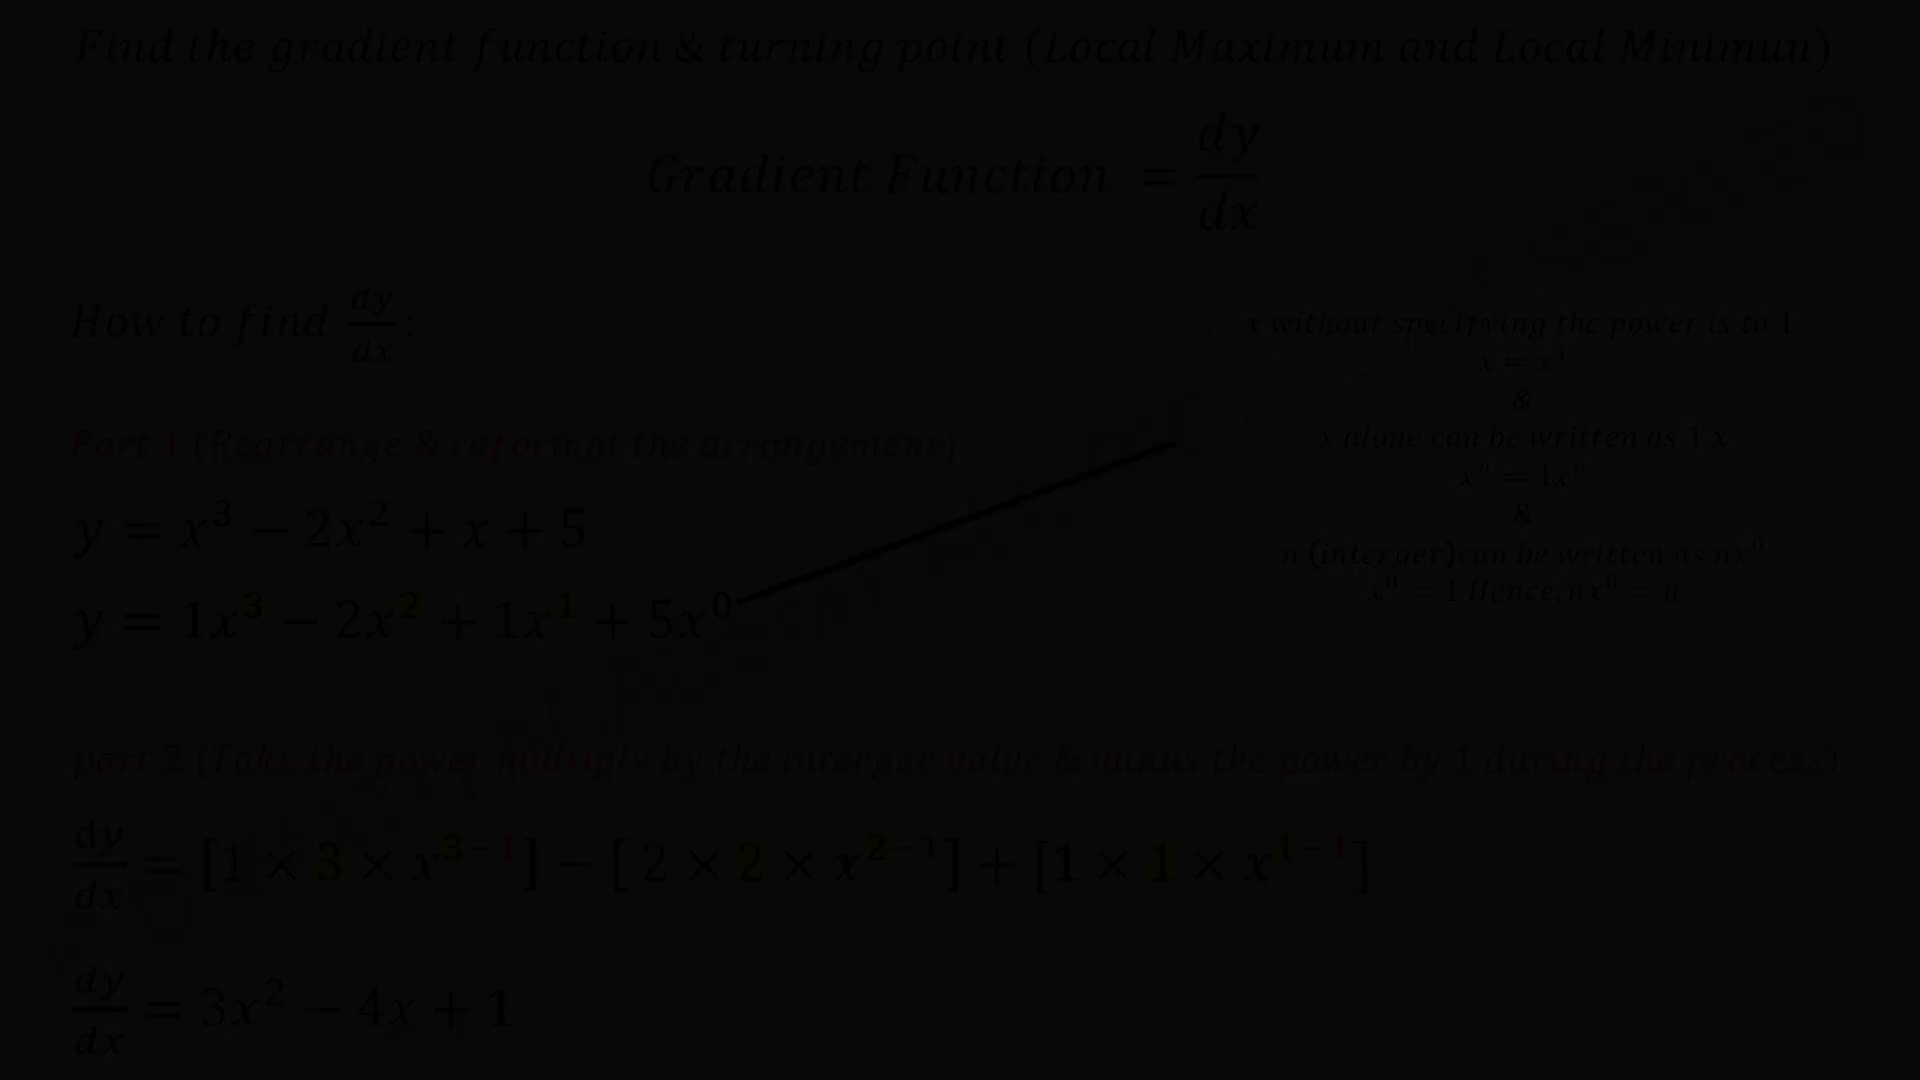 Find the gradient function & turning point (Local Maximum and Local Minimun)
Gradient Function = dy/dx
How to find dy/dx :
x without specifying the power is to 1
x = x¹
&
x alone can be written as 1 x
xⁿ = 1xⁿ
&
n (interger)can be written as nx⁰
x⁰ = 1 Hence, nx⁰ = n
Part 1 (Rearrange & reformat the arrangement)
y = x³ − 2x² + x + 5
y = 1x³ − 2x² + 1x¹ + 5x⁰
part 2 (Take the power multiply by the interger value & minus the power by 1 during the process)
dy/dx = [1 × 3 × x³⁻¹] − [ 2 × 2 × x²⁻¹] + [1 × 1 × x¹⁻¹]
dy/dx = 3x² − 4x + 1